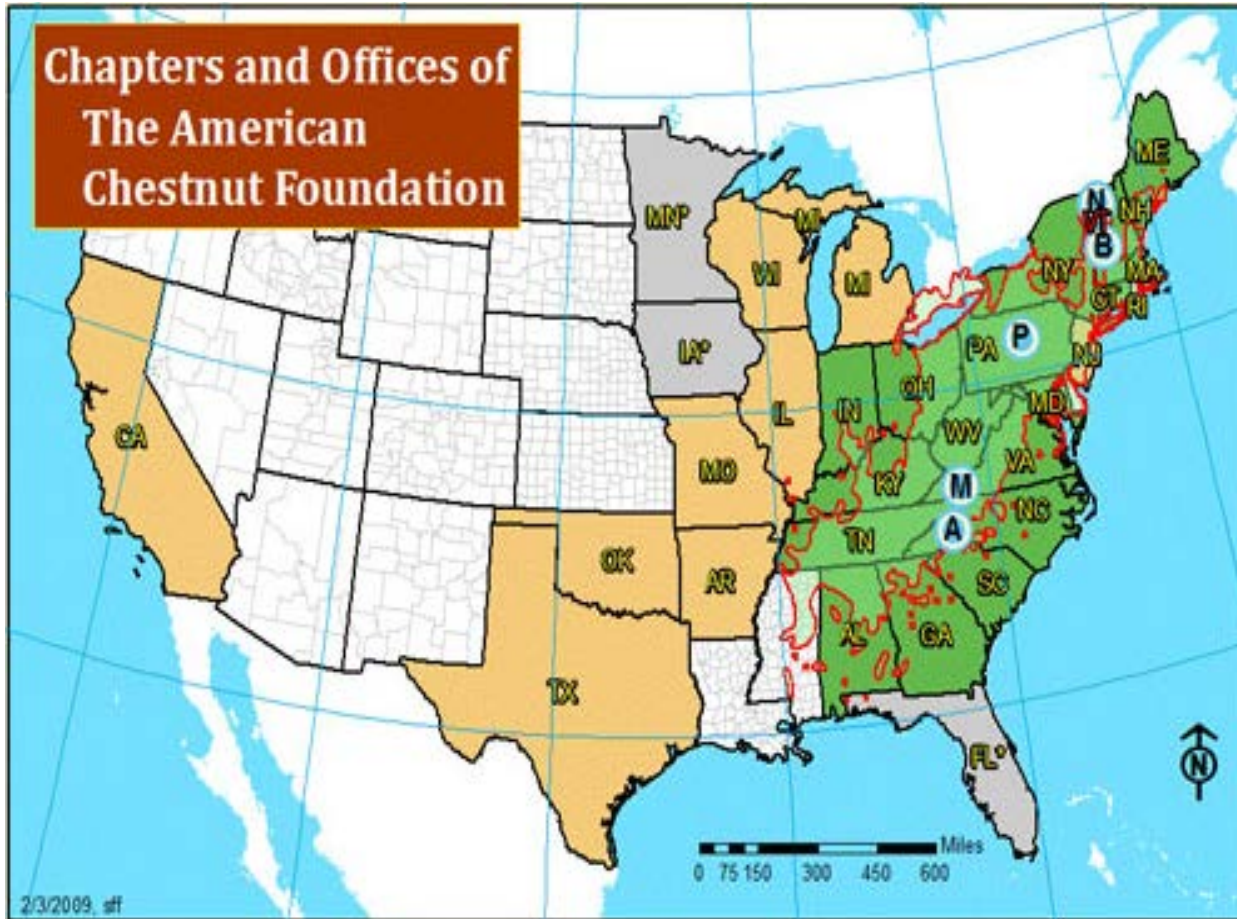 Chapters and Offices of
The American
Chestnut Foundation
ME
MN*
N
NH
VT
MI
B
WI
NY
MA
MI
CT
RI
IA*
P
PA
NJ
OH
MD
IN
IL
WV
CA
VA
MO
KY
M
NC
A
TN
OK
AR
SC
AL
GA
TX
FL*
N
Miles
0 75 150 300 450 600
2/3/2009, sff